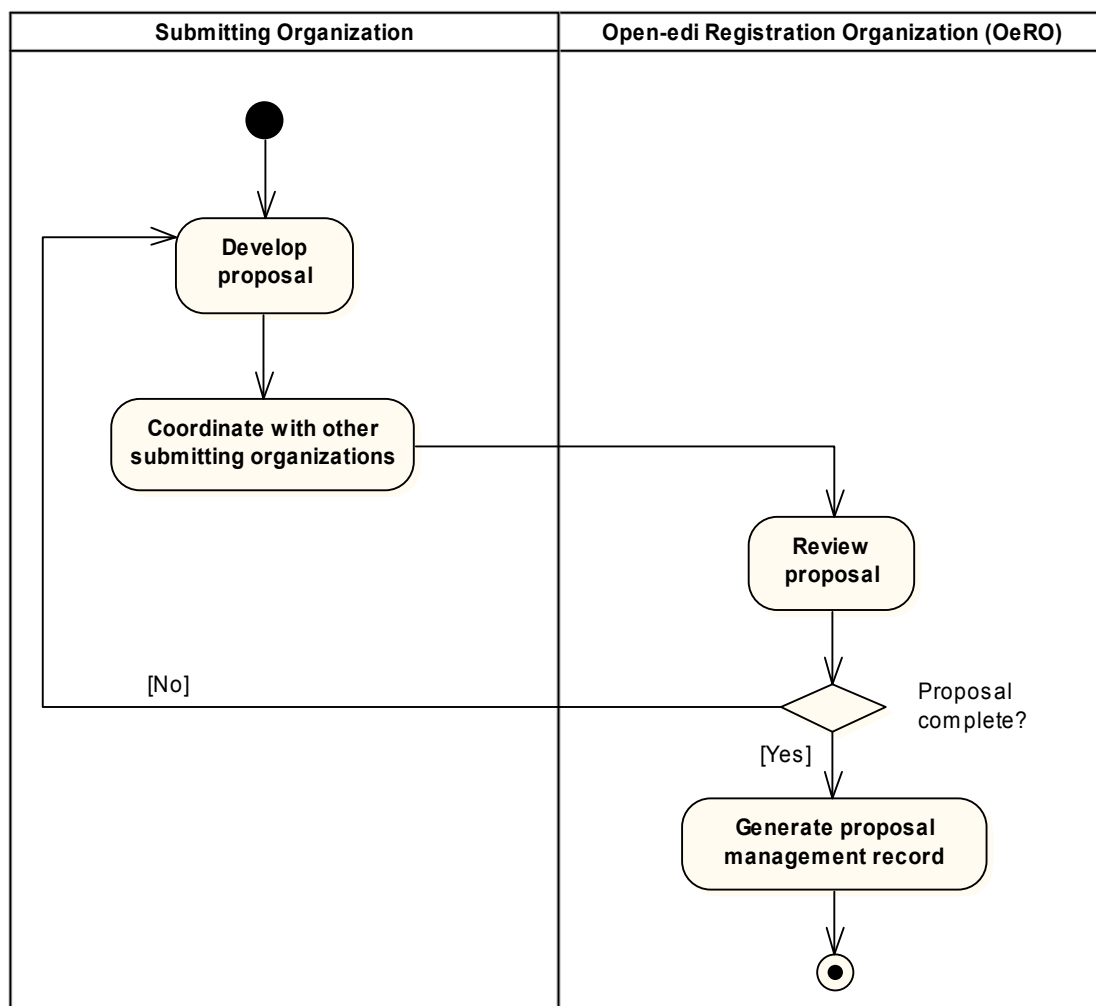 Submitting Organization
Open-edi Registration Organization (OeRO)
Develop
proposal
Coordinate with other
submitting organizations
Review
proposal
[No]
Proposal
complete?
[Yes]
Generate proposal
management record